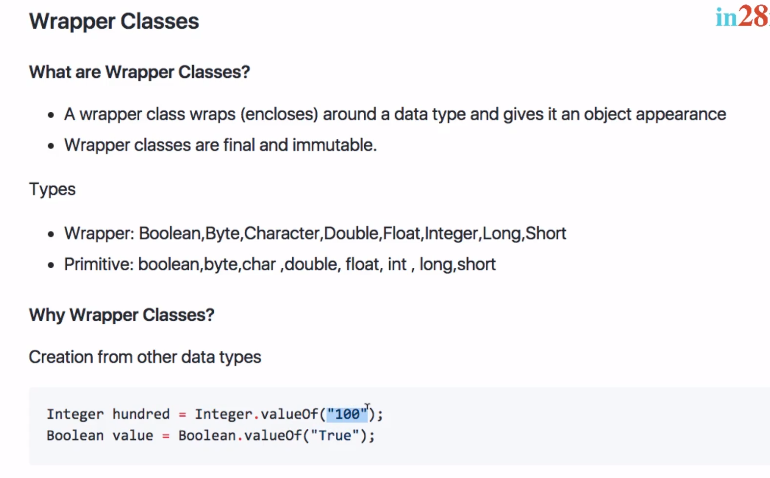 Wrapper Classes
in28
What are Wrapper Classes?
• A wrapper class wraps (encloses) around a data type and gives it an object appearance
• Wrapper classes are final and immutable.
Types
• Wrapper: Boolean,Byte,Character,Double,Float,Integer,Long,Short
• Primitive: boolean,byte,char ,double, float, int , long,short
Why Wrapper Classes?
Creation from other data types
Integer hundred = Integer.valueOf("100");
Boolean value = Boolean.valueOf("True");